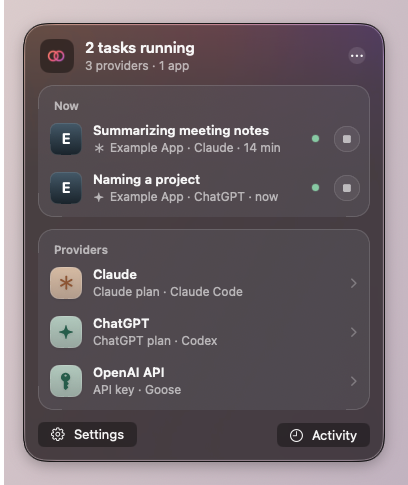 2 tasks running
3 providers · 1 app
Now
E
Summarizing meeting notes
Example App · Claude · 14 min
E
Naming a project
Example App · ChatGPT · now
Providers
Claude
Claude plan · Claude Code
ChatGPT
ChatGPT plan · Codex
OpenAI API
API key · Goose
Settings
Activity